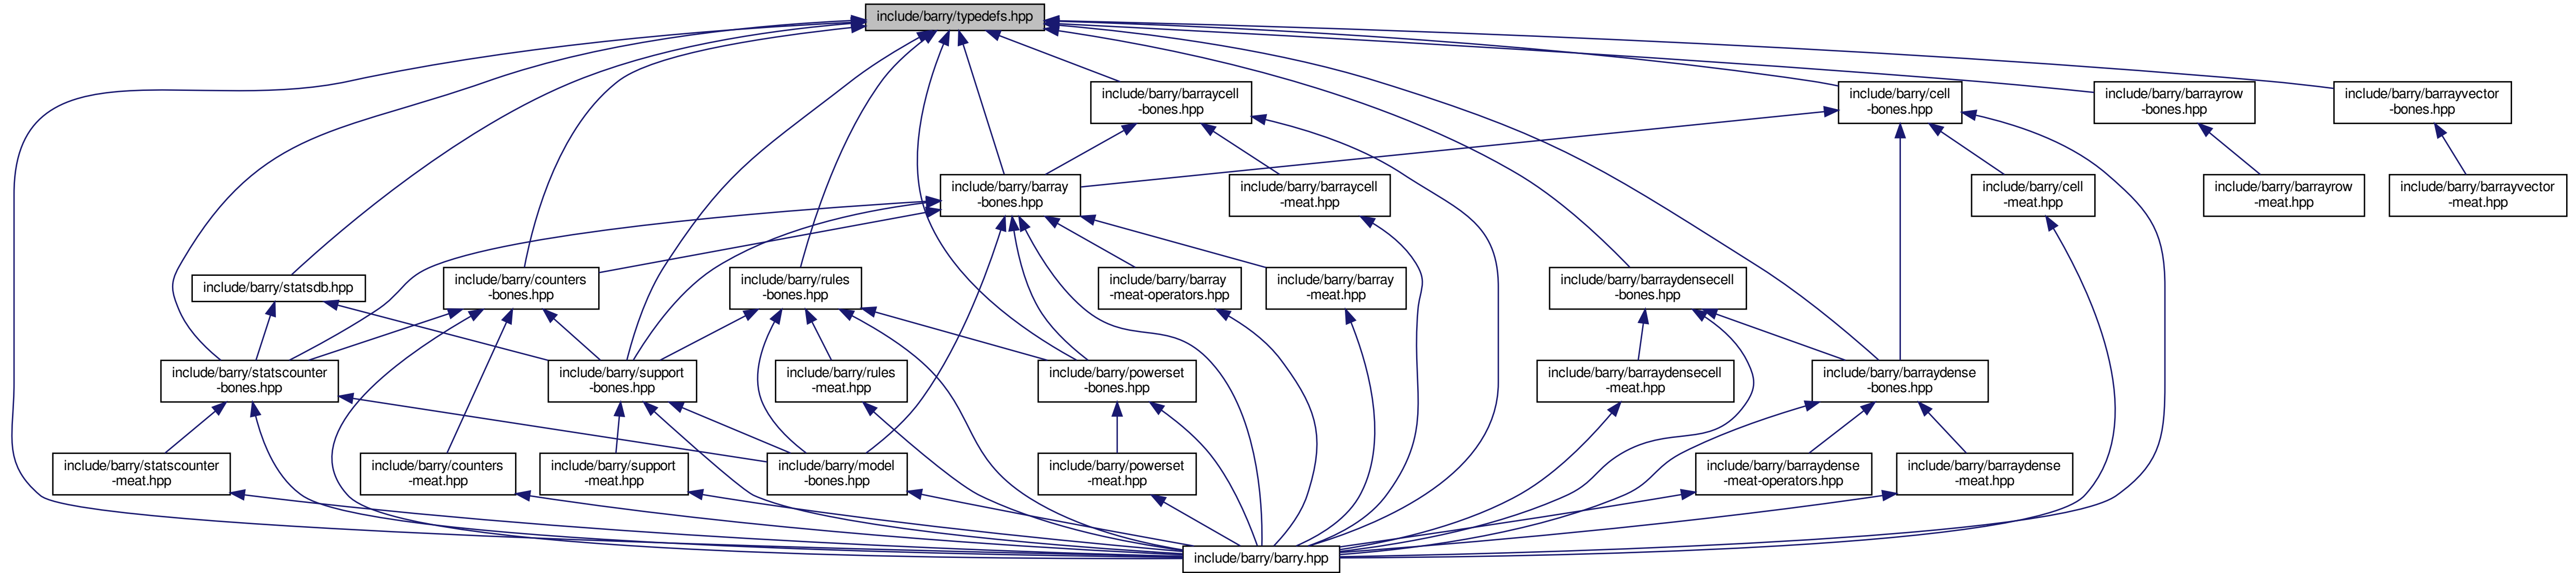 include/barry/typedefs.hpp
include/barry/barraycell
-bones.hpp
include/barry/cell
-bones.hpp
include/barry/barrayrow
-bones.hpp
include/barry/barrayvector
-bones.hpp
include/barry/barray
-bones.hpp
include/barry/barraycell
-meat.hpp
include/barry/cell
-meat.hpp
include/barry/barrayrow
-meat.hpp
include/barry/barrayvector
-meat.hpp
include/barry/statsdb.hpp
include/barry/counters
-bones.hpp
include/barry/rules
-bones.hpp
include/barry/barray
-meat-operators.hpp
include/barry/barray
-meat.hpp
include/barry/barraydensecell
-bones.hpp
include/barry/statscounter
-bones.hpp
include/barry/support
-bones.hpp
include/barry/rules
-meat.hpp
include/barry/powerset
-bones.hpp
include/barry/barraydensecell
-meat.hpp
include/barry/barraydense
-bones.hpp
include/barry/statscounter
-meat.hpp
include/barry/counters
-meat.hpp
include/barry/support
-meat.hpp
include/barry/model
-bones.hpp
include/barry/powerset
-meat.hpp
include/barry/barraydense
-meat-operators.hpp
include/barry/barraydense
-meat.hpp
include/barry/barry.hpp